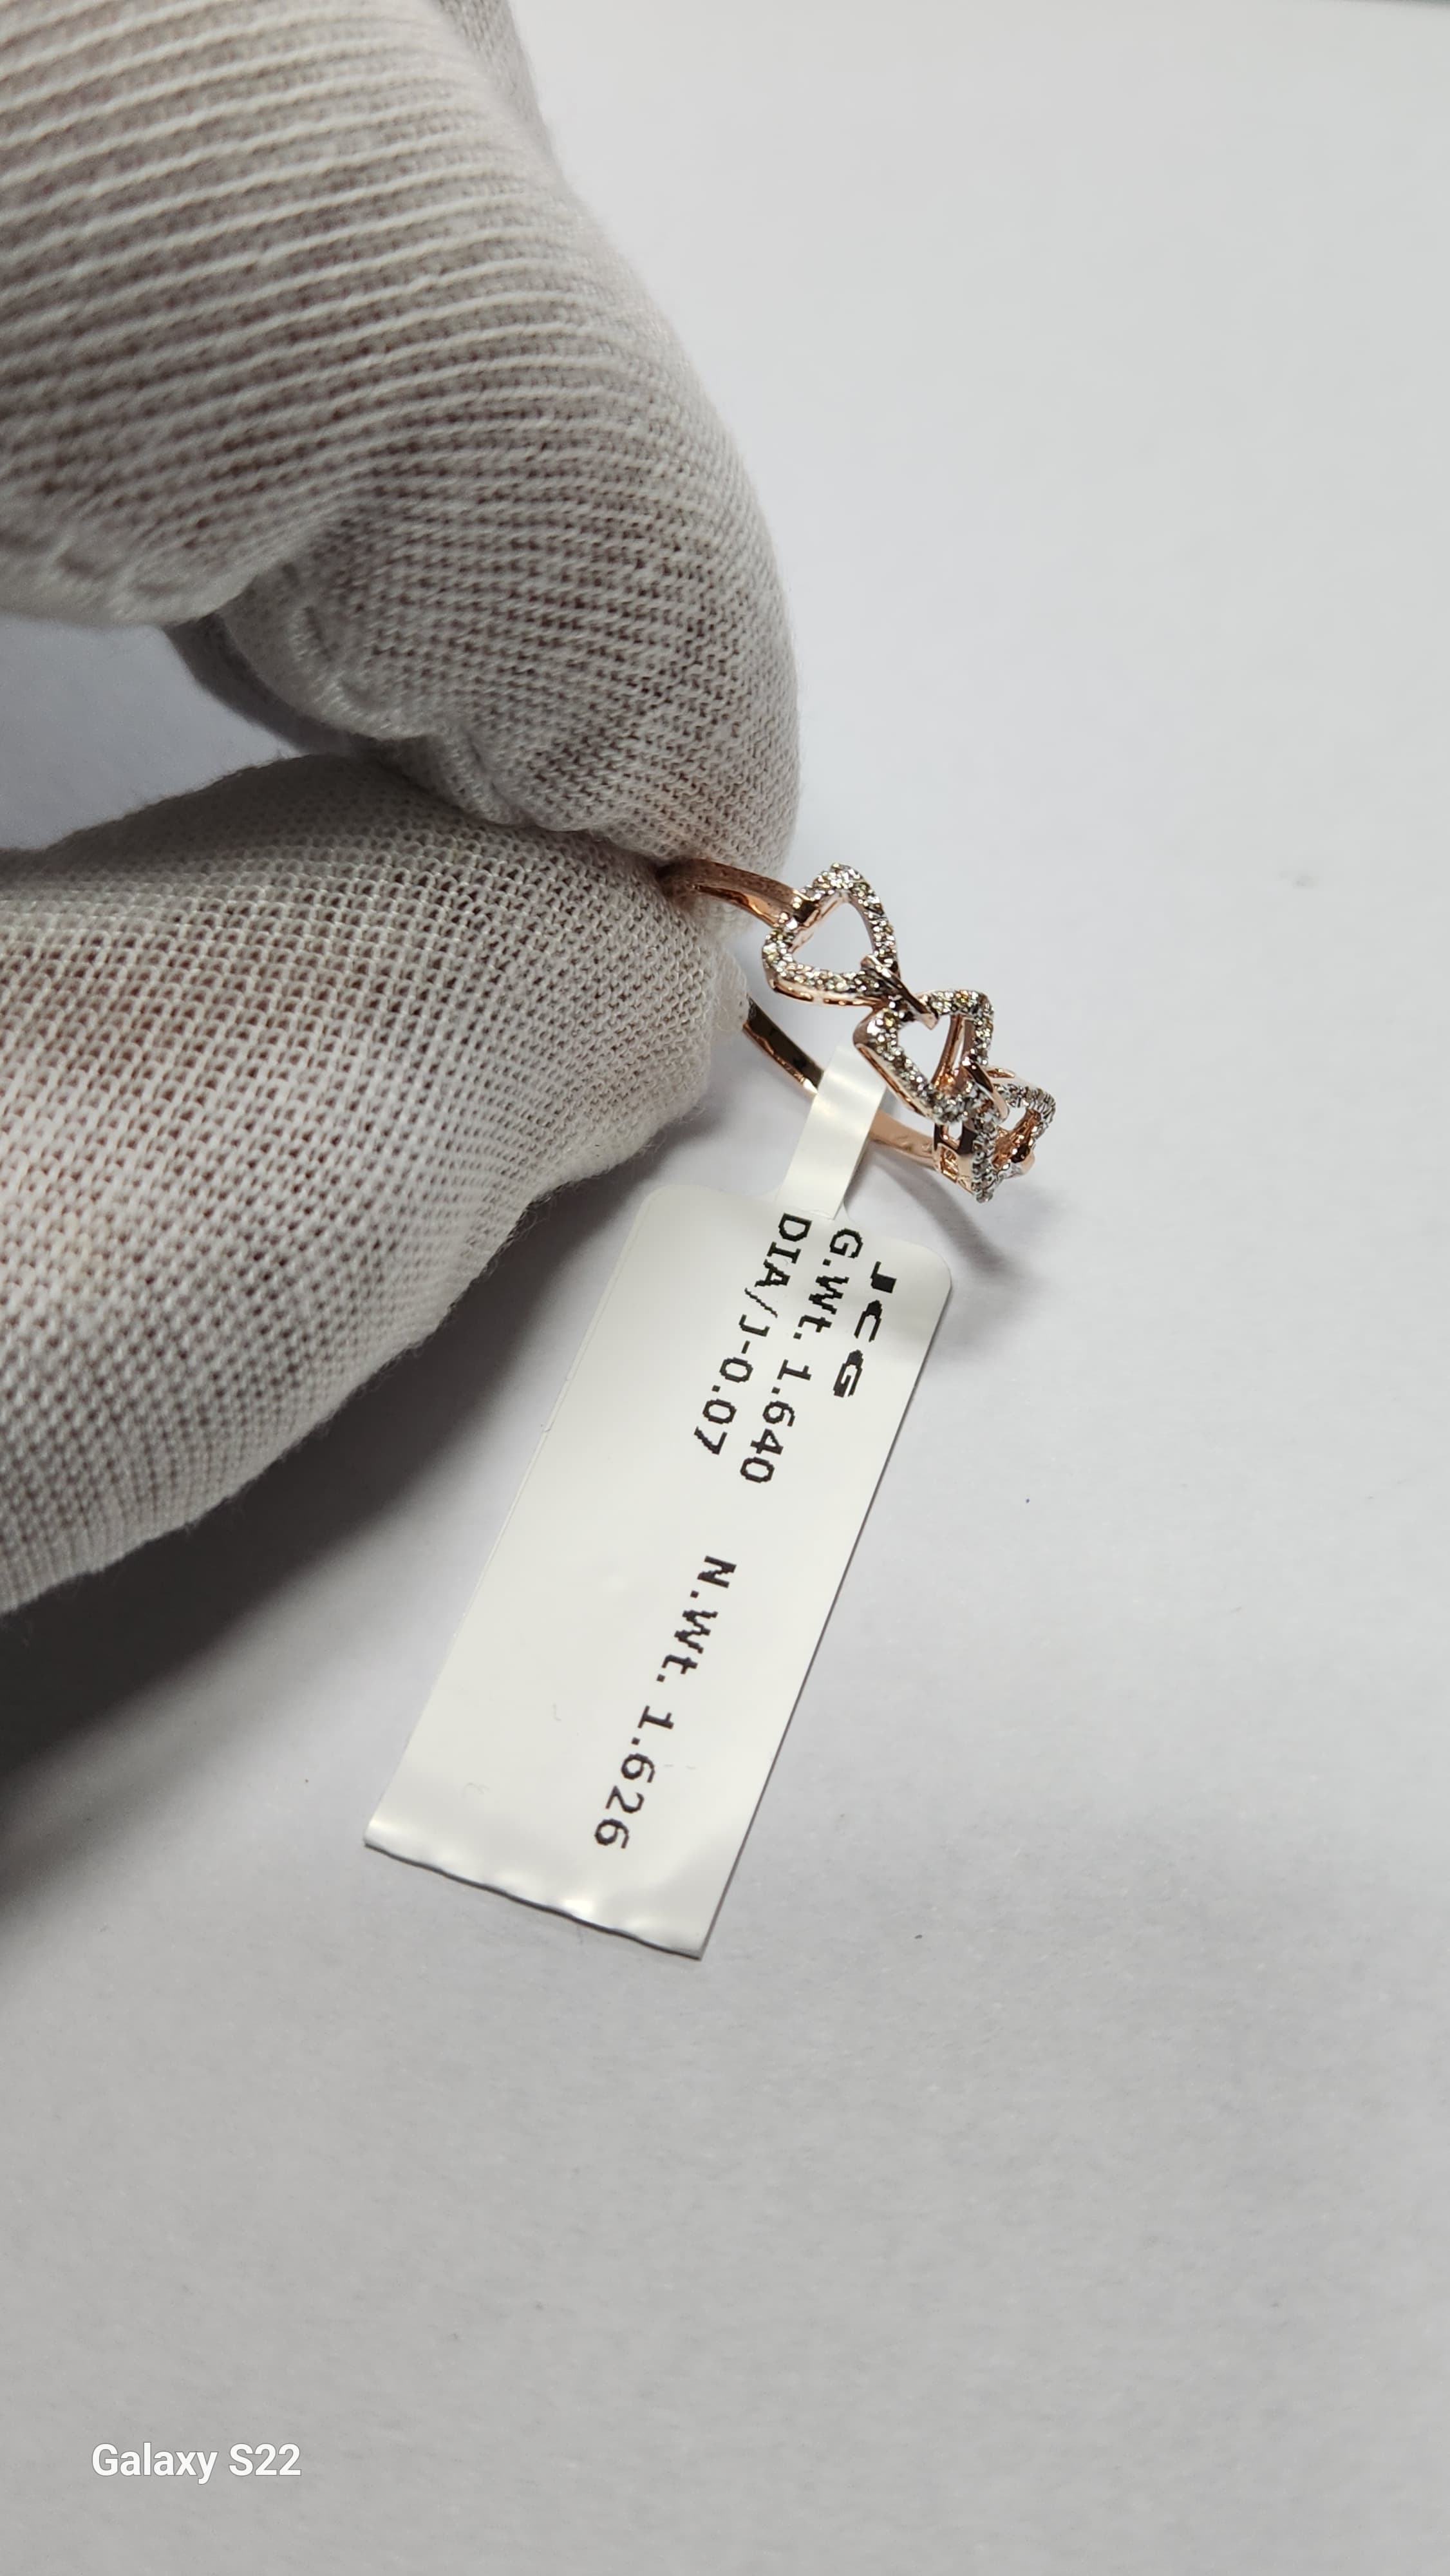 JCG
G.Wt. 1.640
DIA/J-0.07
N.Wt. 1.626
Galaxy S22